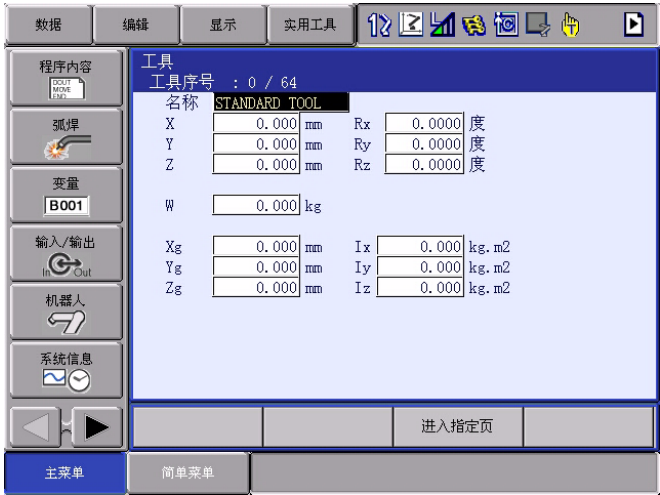 数据 编辑 显示 实用工具
程序内容
DOUT
MOVE
END
弧焊
变量
B001
输入/输出
In Out
机器人
系统信息
工具
工具序号 : 0 / 64
名称 STANDARD TOOL
X 0.000 mm Rx 0.0000 度
Y 0.000 mm Ry 0.0000 度
Z 0.000 mm Rz 0.0000 度
W 0.000 kg
Xg 0.000 mm Ix 0.000 kg.m2
Yg 0.000 mm Iy 0.000 kg.m2
Zg 0.000 mm Iz 0.000 kg.m2
进入指定页
主菜单 简单菜单